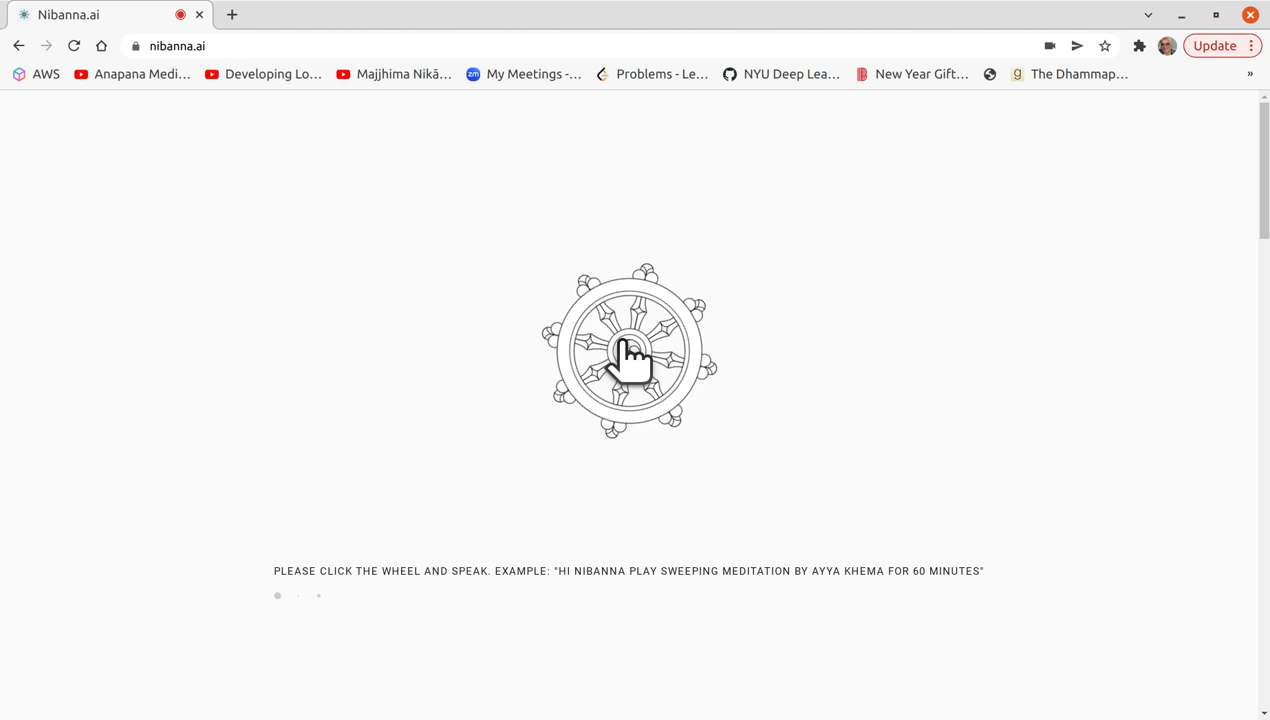 Nibanna.ai
nibanna.ai
Update
AWS
Anapana Medi...
Developing Lo...
Majjhima Nikā...
zm My Meetings -...
Problems - Le...
NYU Deep Lea...
New Year Gift...
g The Dhammap...
»
PLEASE CLICK THE WHEEL AND SPEAK. EXAMPLE: "HI NIBANNA PLAY SWEEPING MEDITATION BY AYYA KHEMA FOR 60 MINUTES"